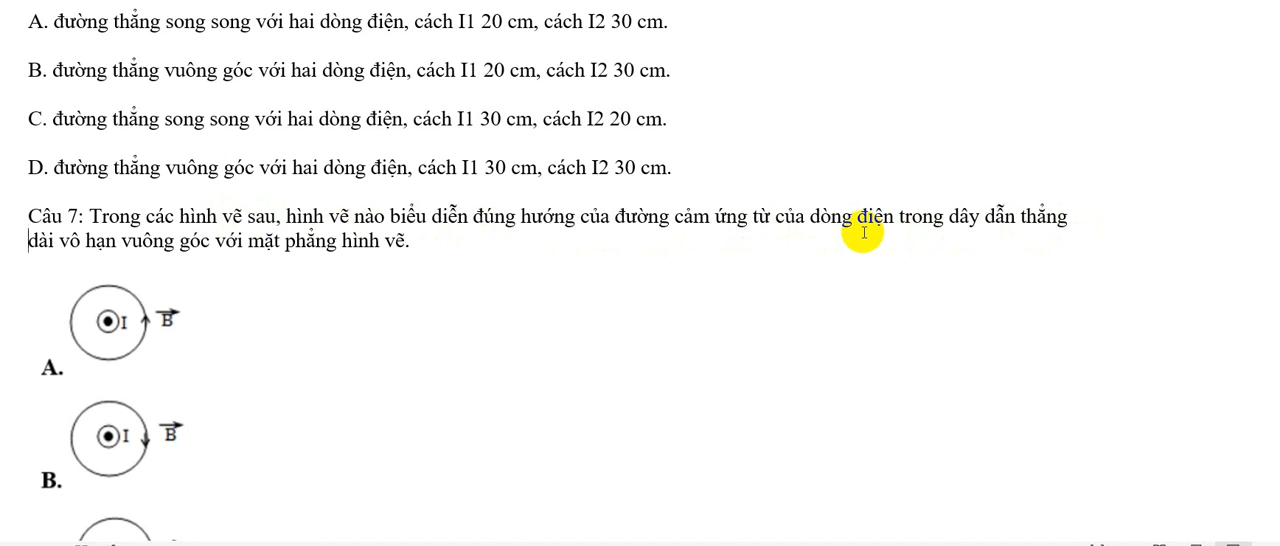 A. đường thẳng song song với hai dòng điện, cách I1 20 cm, cách I2 30 cm.
B. đường thẳng vuông góc với hai dòng điện, cách I1 20 cm, cách I2 30 cm.
C. đường thẳng song song với hai dòng điện, cách I1 30 cm, cách I2 20 cm.
D. đường thẳng vuông góc với hai dòng điện, cách I1 30 cm, cách I2 30 cm.
Câu 7: Trong các hình vẽ sau, hình vẽ nào biểu diễn đúng hướng của đường cảm ứng từ của dòng điện trong dây dẫn thẳng
dài vô hạn vuông góc với mặt phẳng hình vẽ.
I B
A.
I B
B.